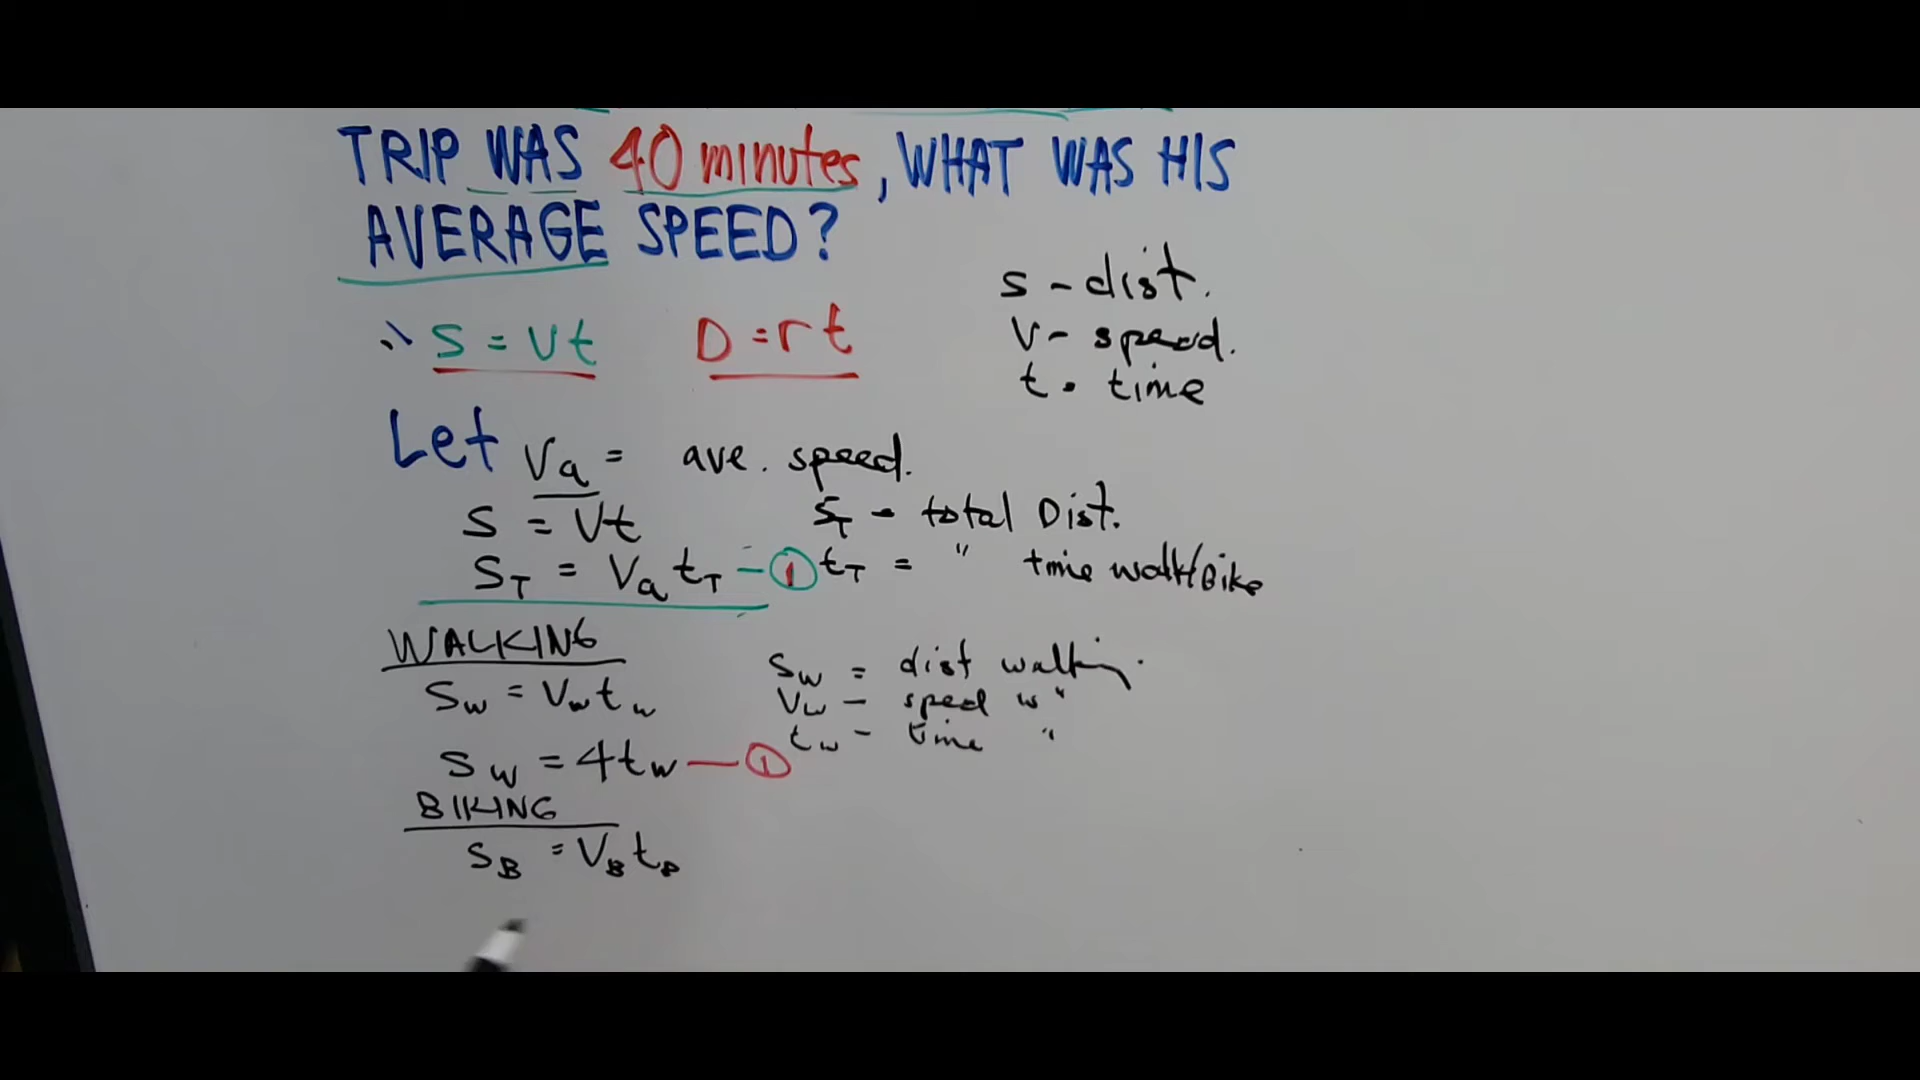 TRIP WAS 40 minutes, WHAT WAS HIS
AVERAGE SPEED?
s - dist.
∴ S = Vt D = rt
V - speed.
t - time
Let Va = ave. speed.
S = Vt
ST - total Dist.
ST = Va tT - ① tT = " time walk/Bike
WALKING
Sw = dist walking.
Sw = Vw tw
Vw - speed w "
tw - time "
Sw = 4tw - ①
BIKING
SB = VB tB